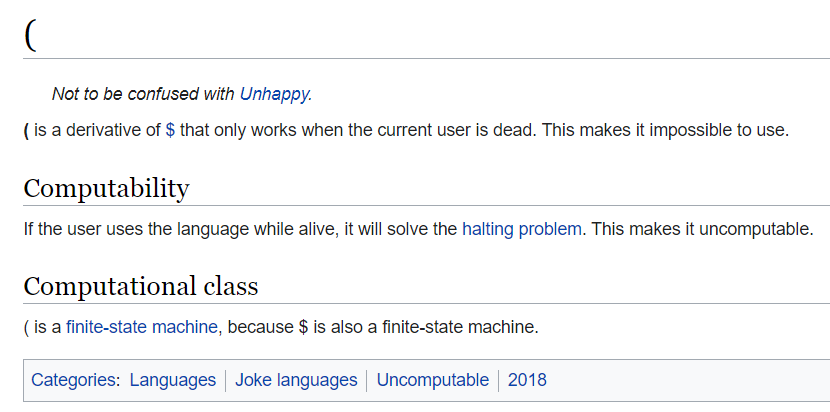 (
Not to be confused with Unhappy.
( is a derivative of $ that only works when the current user is dead. This makes it impossible to use.
Computability
If the user uses the language while alive, it will solve the halting problem. This makes it uncomputable.
Computational class
( is a finite-state machine, because $ is also a finite-state machine.
Categories: Languages | Joke languages | Uncomputable | 2018